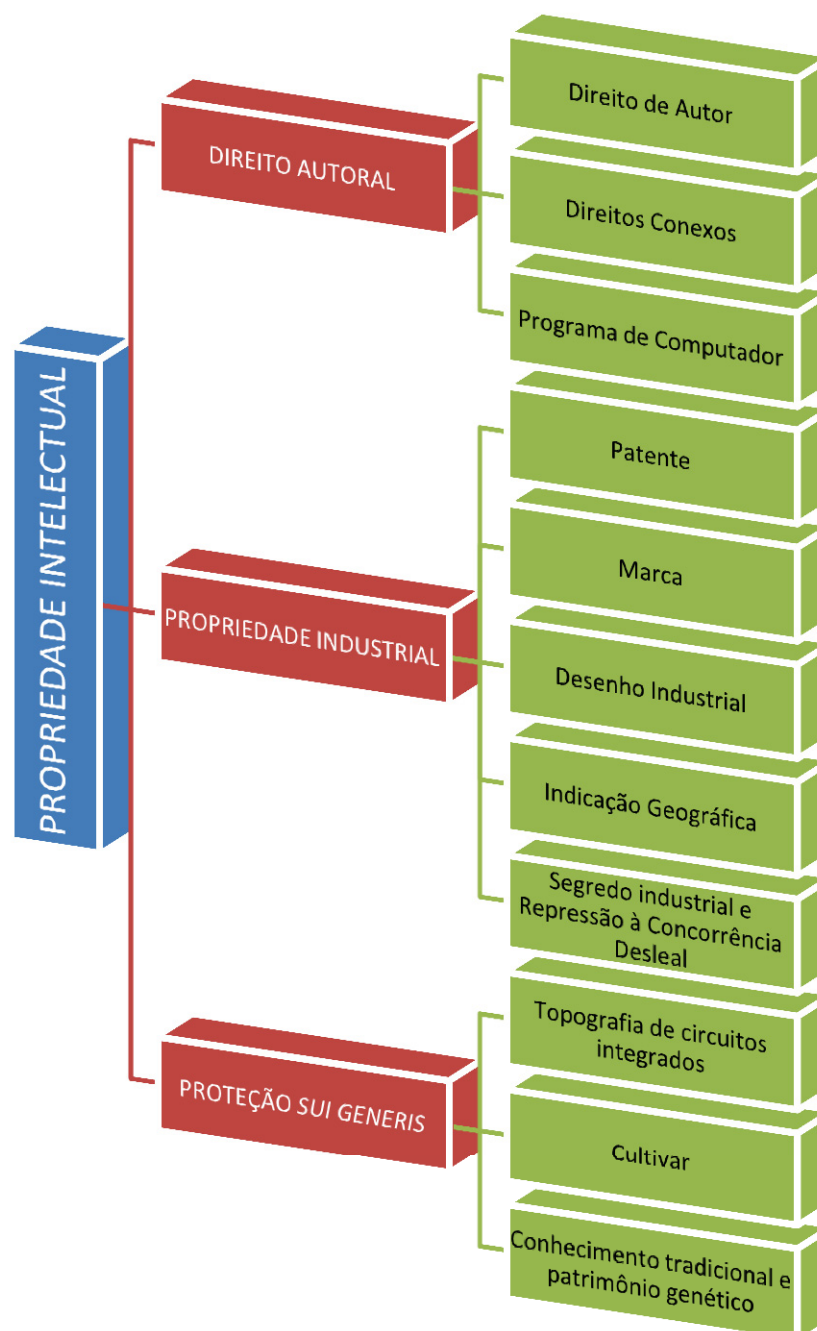 PROPRIEDADE INTELECTUAL
DIREITO AUTORAL
Direito de Autor
Direitos Conexos
Programa de Computador
PROPRIEDADE INDUSTRIAL
Patente
Marca
Desenho Industrial
Indicação Geográfica
Segredo industrial e
Repressão à Concorrência
Desleal
PROTEÇÃO SUI GENERIS
Topografia de circuitos
integrados
Cultivar
Conhecimento tradicional e
patrimônio genético